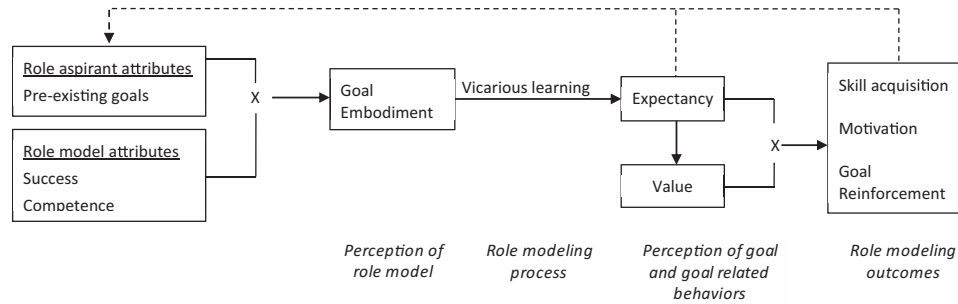 Role aspirant attributes
Pre-existing goals
Role model attributes
Success
Competence
X
Goal
Embodiment
Vicarious learning
Expectancy
Value
X
Skill acquisition
Motivation
Goal
Reinforcement
Perception of
role model
Role modeling
process
Perception of goal
and goal related
behaviors
Role modeling
outcomes